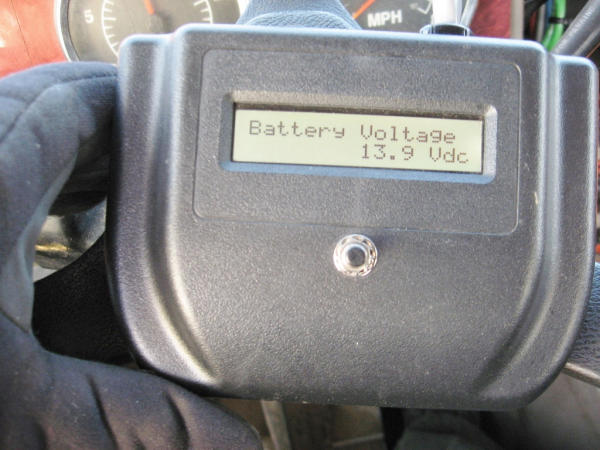 5
MPH
Battery Voltage
13.9 Vdc